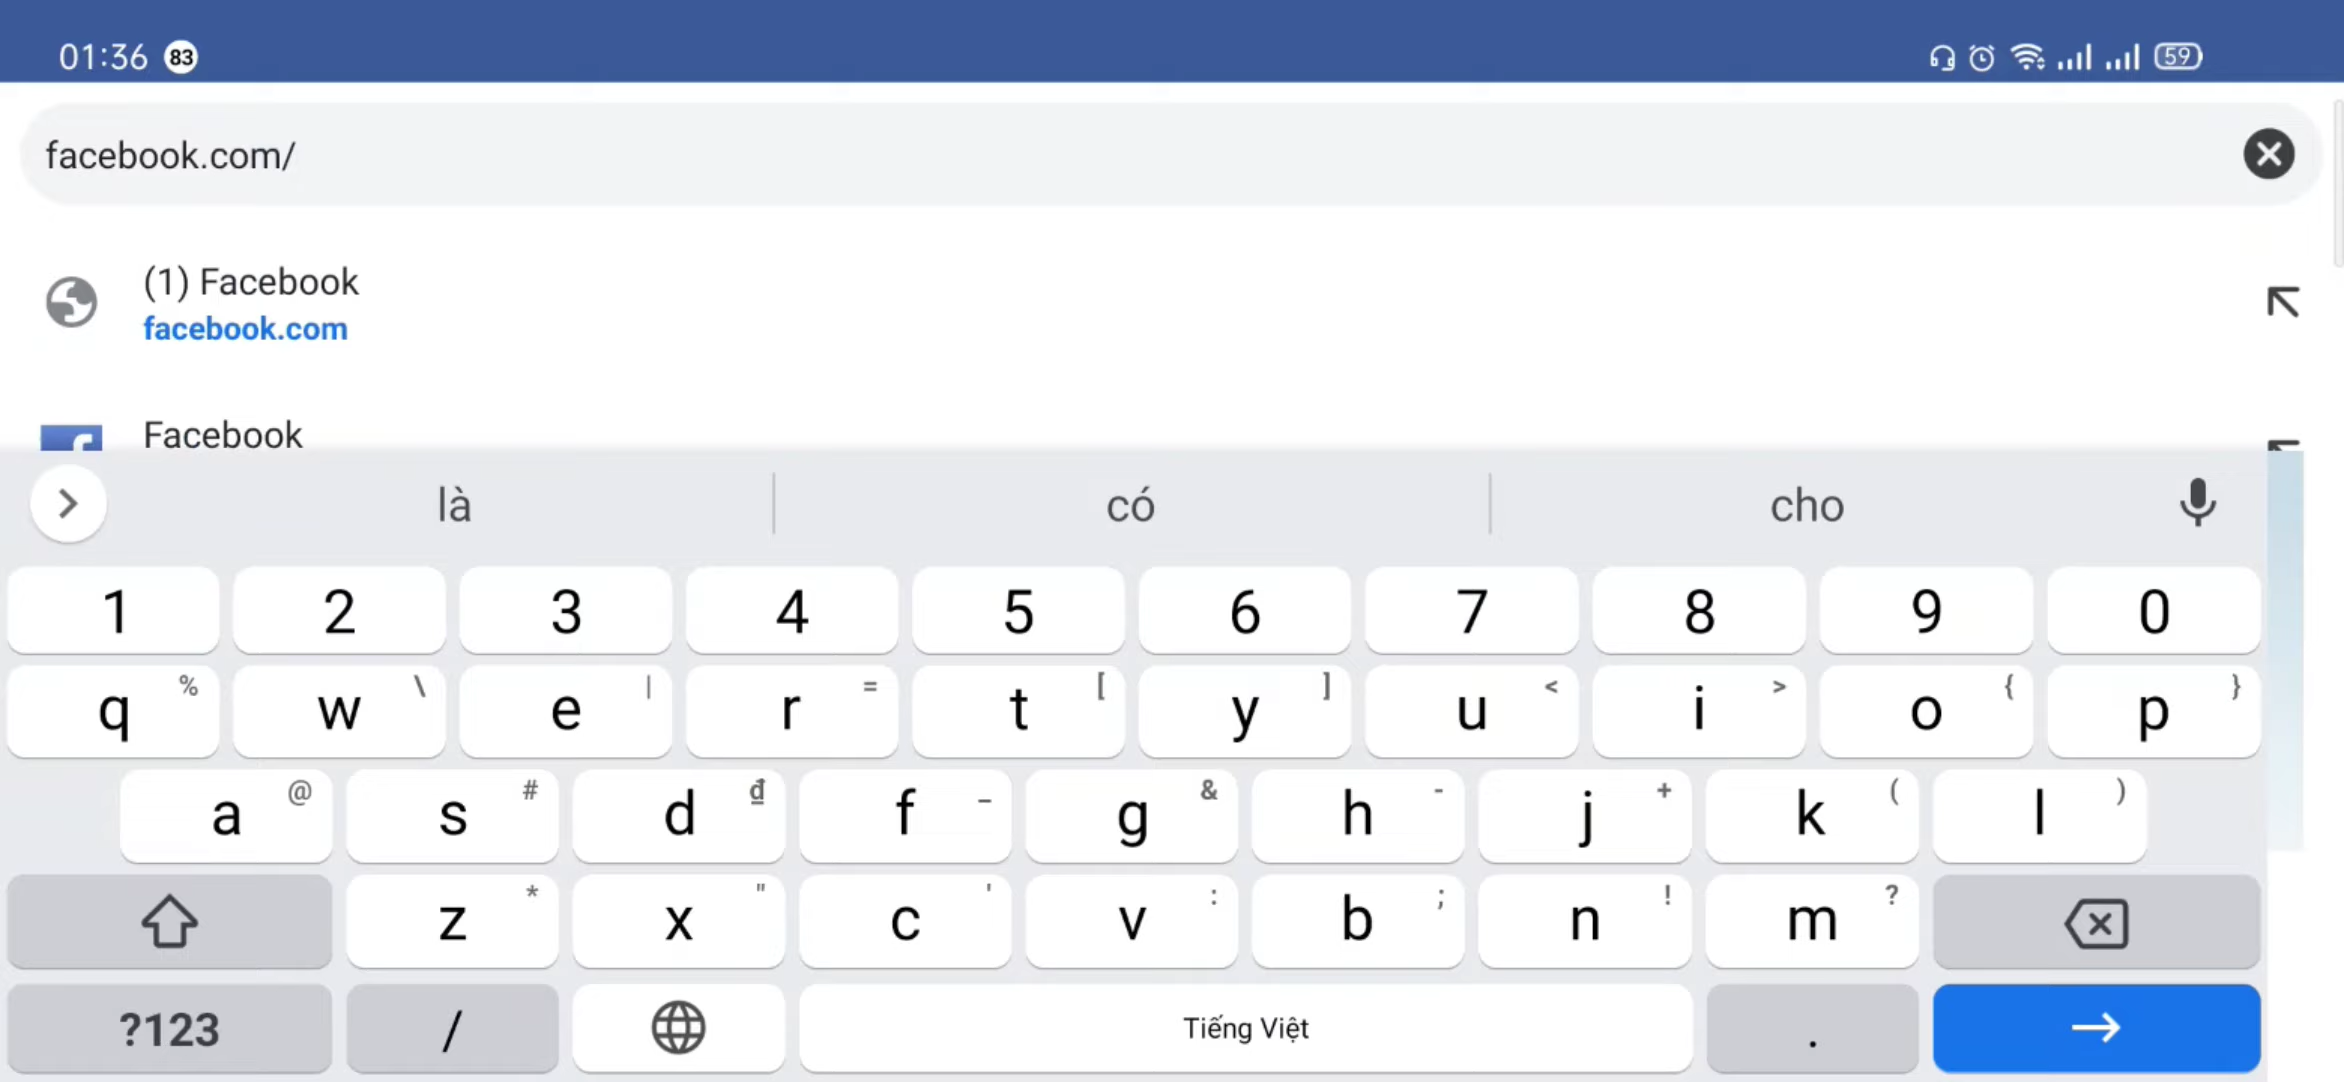 01:36 83 59
facebook.com/
(1) Facebook
facebook.com
Facebook
là có cho
1 2 3 4 5 6 7 8 9 0
q % w \ e | r = t [ y ] u < i > o { p }
a @ s # d ₫ f _ g & h - j + k ( l )
z * x " c ' v : b ; n ! m ?
?123 / Tiếng Việt .